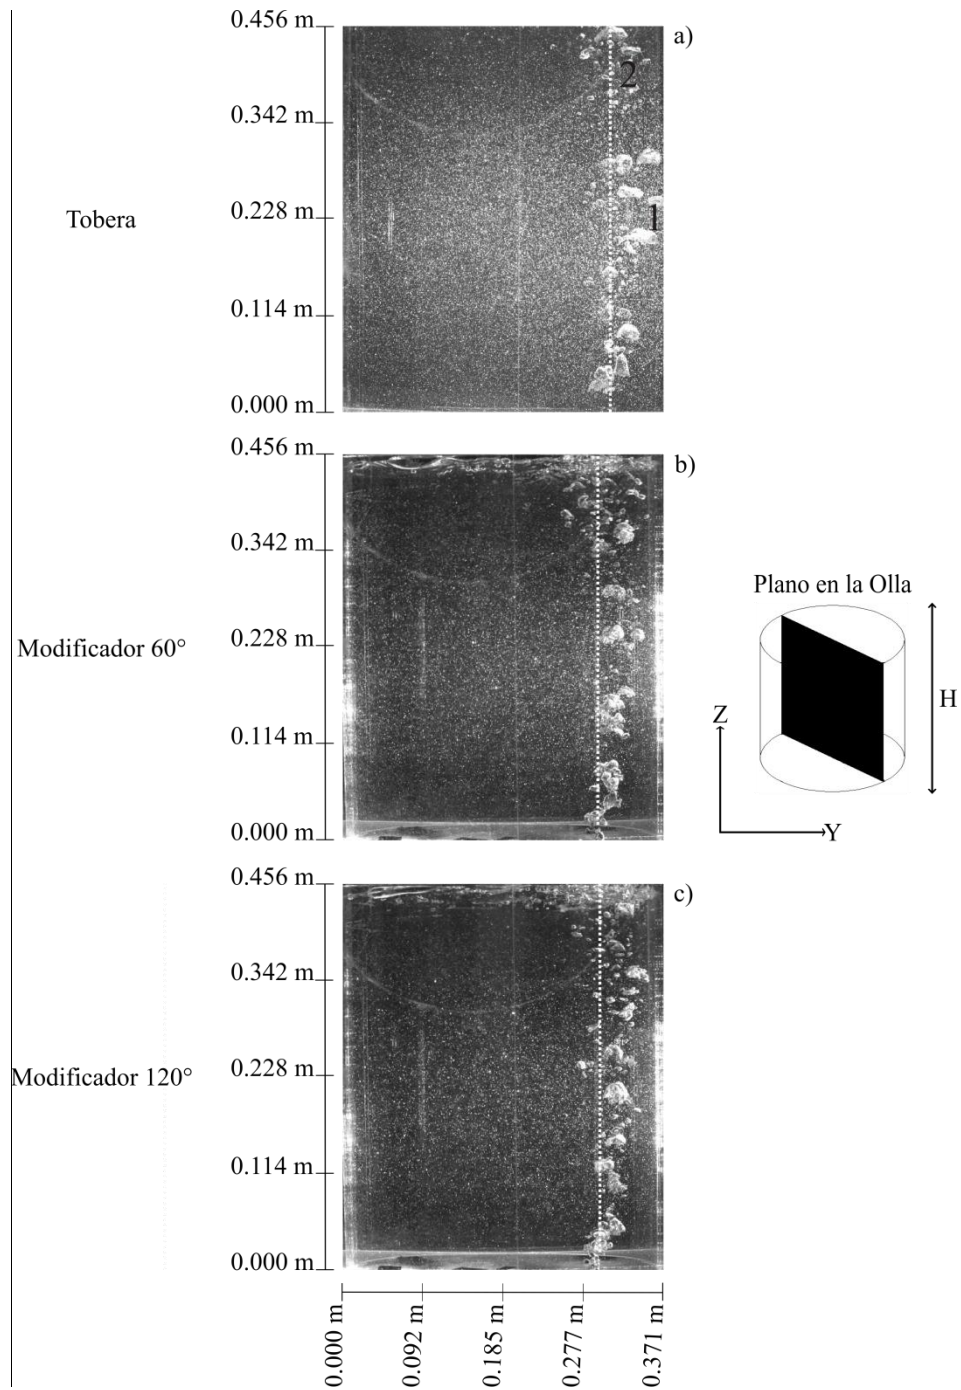 0.456 m
a)
2
0.342 m
Tobera
0.228 m
1
0.114 m
0.000 m
0.456 m
b)
0.342 m
Modificador 60°
0.228 m
0.114 m
0.000 m
Plano en la Olla
H
Z
Y
0.456 m
c)
0.342 m
Modificador 120°
0.228 m
0.114 m
0.000 m
0.000 m
0.092 m
0.185 m
0.277 m
0.371 m